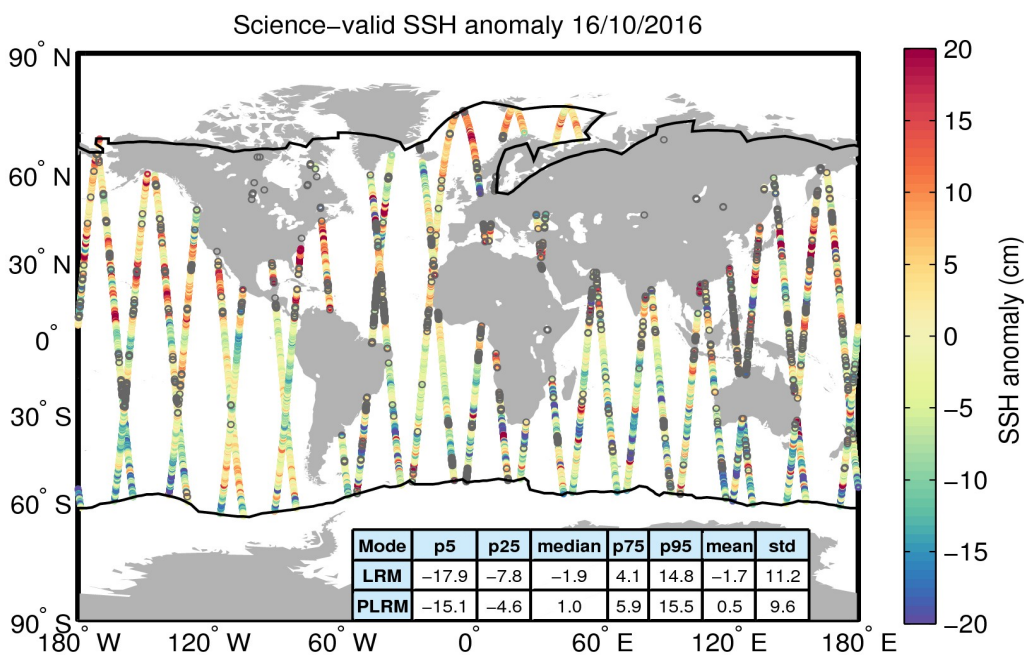 Science−valid SSH anomaly 16/10/2016
90° N
60° N
30° N
0°
30° S
60° S
90° S
180° W 120° W 60° W 0° 60° E 120° E 180° E
Mode p5 p25 median p75 p95 mean std
LRM −17.9 −7.8 −1.9 4.1 14.8 −1.7 11.2
PLRM −15.1 −4.6 1.0 5.9 15.5 0.5 9.6
20
15
10
5
0
−5
−10
−15
−20
SSH anomaly (cm)